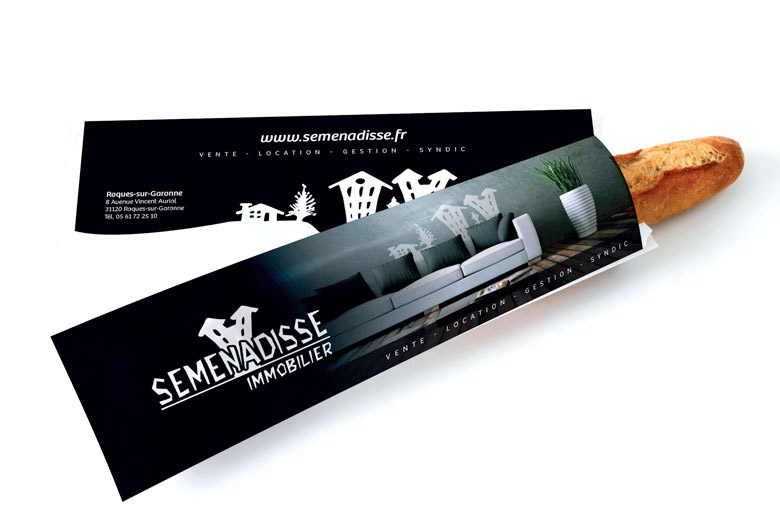 www.semenadisse.fr
VENTE - LOCATION - GESTION - SYNDIC
Roques-sur-Garonne
8 Avenue Vincent Auriol
31120 Roques-sur-Garonne
Tél. 05 61 72 25 10
SEMENADISSE
IMMOBILIER
VENTE - LOCATION - GESTION - SYNDIC